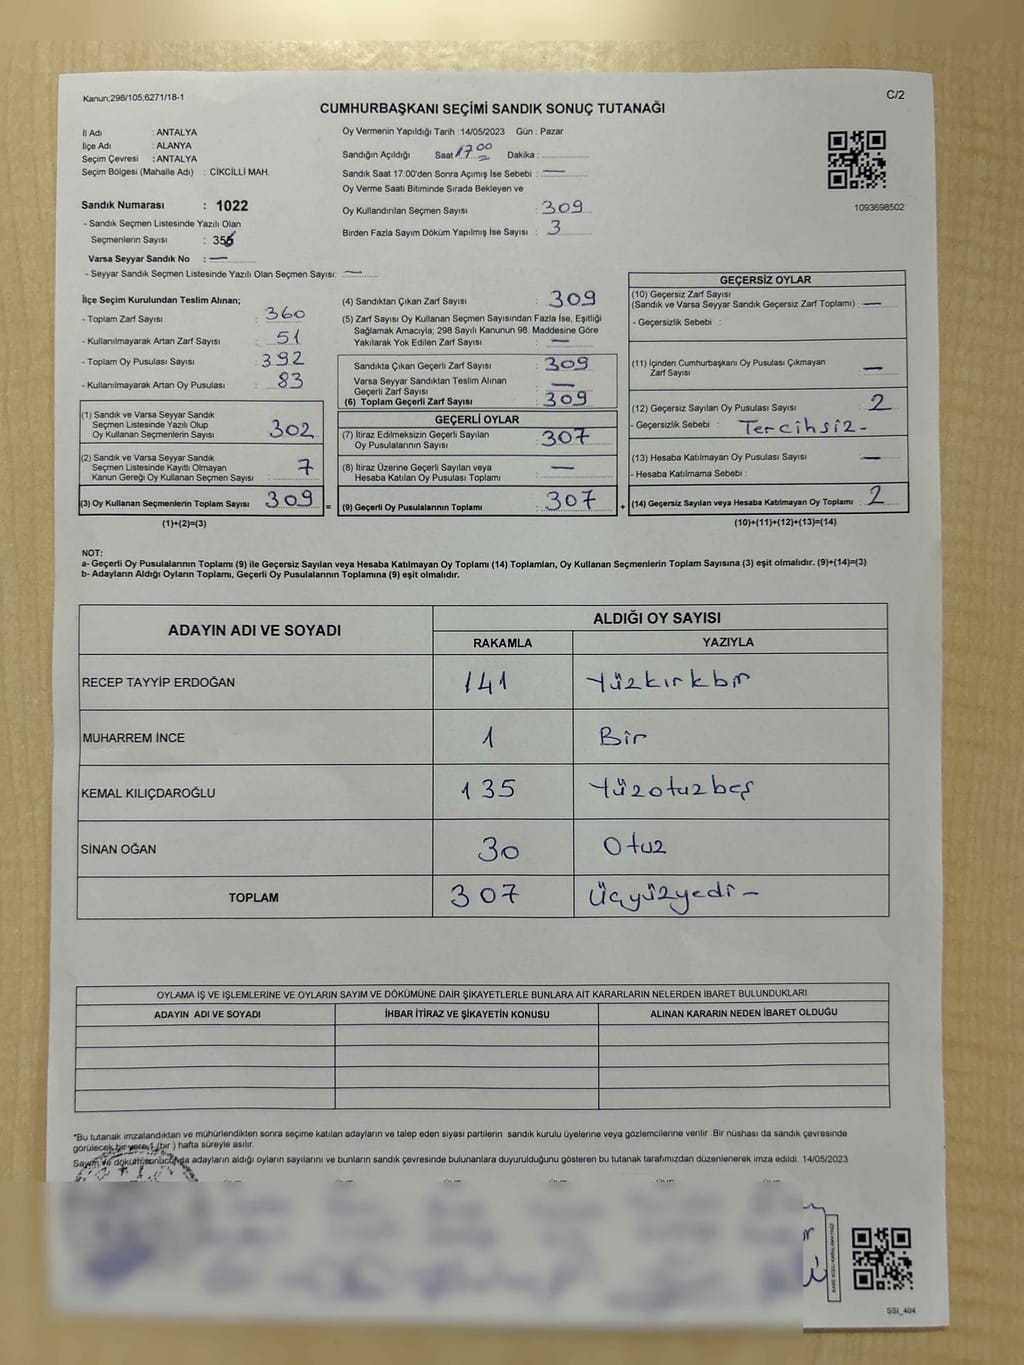 Kanun;298/105;6271/18-1
C/2
CUMHURBAŞKANI SEÇİMİ SANDIK SONUÇ TUTANAĞI
İl Adı : ANTALYA
İlçe Adı : ALANYA
Seçim Çevresi : ANTALYA
Seçim Bölgesi (Mahalle Adı) : CİKCİLLİ MAH.
Sandık Numarası : 1022
- Sandık Seçmen Listesinde Yazılı Olan
Seçmenlerin Sayısı :
Varsa Seyyar Sandık No : —
- Seyyar Sandık Seçmen Listesinde Yazılı Olan Seçmen Sayısı: —
Oy Vermenin Yapıldığı Tarih : 14/05/2023 Gün : Pazar
Sandığın Açıldığı Saat 17 00 Dakika :
Sandık Saat 17:00'den Sonra Açımış İse Sebebi : —
Oy Verme Saati Bitiminde Sırada Bekleyen ve
Oy Kullandırılan Seçmen Sayısı : 309
Birden Fazla Sayım Döküm Yapılmış İse Sayısı : 3
1093698502
İlçe Seçim Kurulundan Teslim Alınan;
- Toplam Zarf Sayısı : 360
- Kullanılmayarak Artan Zarf Sayısı : 51
- Toplam Oy Pusulası Sayısı : 392
- Kullanılmayarak Artan Oy Pusulası : 83
(1) Sandık ve Varsa Seyyar Sandık
Seçmen Listesinde Yazılı Olup
Oy Kullanan Seçmenlerin Sayısı : 302
(2) Sandık ve Varsa Seyyar Sandık
Seçmen Listesinde Kayıtlı Olmayan
Kanun Gereği Oy Kullanan Seçmen Sayısı : 7
(3) Oy Kullanan Seçmenlerin Toplam Sayısı : 309
(1)+(2)=(3)
(4) Sandıktan Çıkan Zarf Sayısı : 309
(5) Zarf Sayısı Oy Kullanan Seçmen Sayısından Fazla İse, Eşitliği
Sağlamak Amacıyla; 298 Sayılı Kanunun 98. Maddesine Göre
Yakılarak Yok Edilen Zarf Sayısı : —
Sandıkta Çıkan Geçerli Zarf Sayısı : 309
Varsa Seyyar Sandıktan Teslim Alınan
Geçerli Zarf Sayısı : —
(6) Toplam Geçerli Zarf Sayısı : 309
=
GEÇERLİ OYLAR
(7) İtiraz Edilmeksizin Geçerli Sayılan
Oy Pusulalarının Sayısı : 307
(8) İtiraz Üzerine Geçerli Sayılan veya
Hesaba Katılan Oy Pusulası Toplamı : —
(9) Geçerli Oy Pusulalarının Toplamı : 307
+
GEÇERSİZ OYLAR
(10) Geçersiz Zarf Sayısı
(Sandık ve Varsa Seyyar Sandık Geçersiz Zarf Toplamı) : —
- Geçersizlik Sebebi :
(11) İçinden Cumhurbaşkanı Oy Pusulası Çıkmayan
Zarf Sayısı : —
(12) Geçersiz Sayılan Oy Pusulası Sayısı : 2
- Geçersizlik Sebebi : Tercihsiz-
(13) Hesaba Katılmayan Oy Pusulası Sayısı : —
- Hesaba Katılmama Sebebi :
(14) Geçersiz Sayılan veya Hesaba Katılmayan Oy Toplamı : 2
(10)+(11)+(12)+(13)=(14)
NOT:
a- Geçerli Oy Pusulalarının Toplamı (9) ile Geçersiz Sayılan veya Hesaba Katılmayan Oy Toplamı (14) Toplamları, Oy Kullanan Seçmenlerin Toplam Sayısına (3) eşit olmalıdır. (9)+(14)=(3)
b- Adayların Aldığı Oyların Toplamı, Geçerli Oy Pusulalarının Toplamına (9) eşit olmalıdır.
ADAYIN ADI VE SOYADI
ALDIĞI OY SAYISI
RAKAMLA YAZIYLA
RECEP TAYYİP ERDOĞAN 141 Yüzkırkbir
MUHARREM İNCE 1 Bir
KEMAL KILIÇDAROĞLU 135 Yüzotuzbeş
SİNAN OĞAN 30 Otuz
TOPLAM 307 Üçyüzyedi -
OYLAMA İŞ VE İŞLEMLERİNE VE OYLARIN SAYIM VE DÖKÜMÜNE DAİR ŞİKAYETLERLE BUNLARA AİT KARARLARIN NELERDEN İBARET BULUNDUKLARI
ADAYIN ADI VE SOYADI İHBAR İTİRAZ VE ŞİKAYETİN KONUSU ALINAN KARARIN NEDEN İBARET OLDUĞU
*Bu tutanak imzalandıktan ve mühürlendikten sonra seçime katılan adayların ve talep eden siyasi partilerin sandık kurulu üyelerine veya gözlemcilerine verilir. Bir nüshası da sandık çevresinde
görülecek bir yere 1 (bir ) hafta süreyle asılır.
Sayım ve döküm sonucunda adayların aldığı oyların sayılarını ve bunların sandık çevresinde bulunanlara duyurulduğunu gösteren bu tutanak tarafımızdan düzenlenerek imza edildi. 14/05/2023
SSI_404